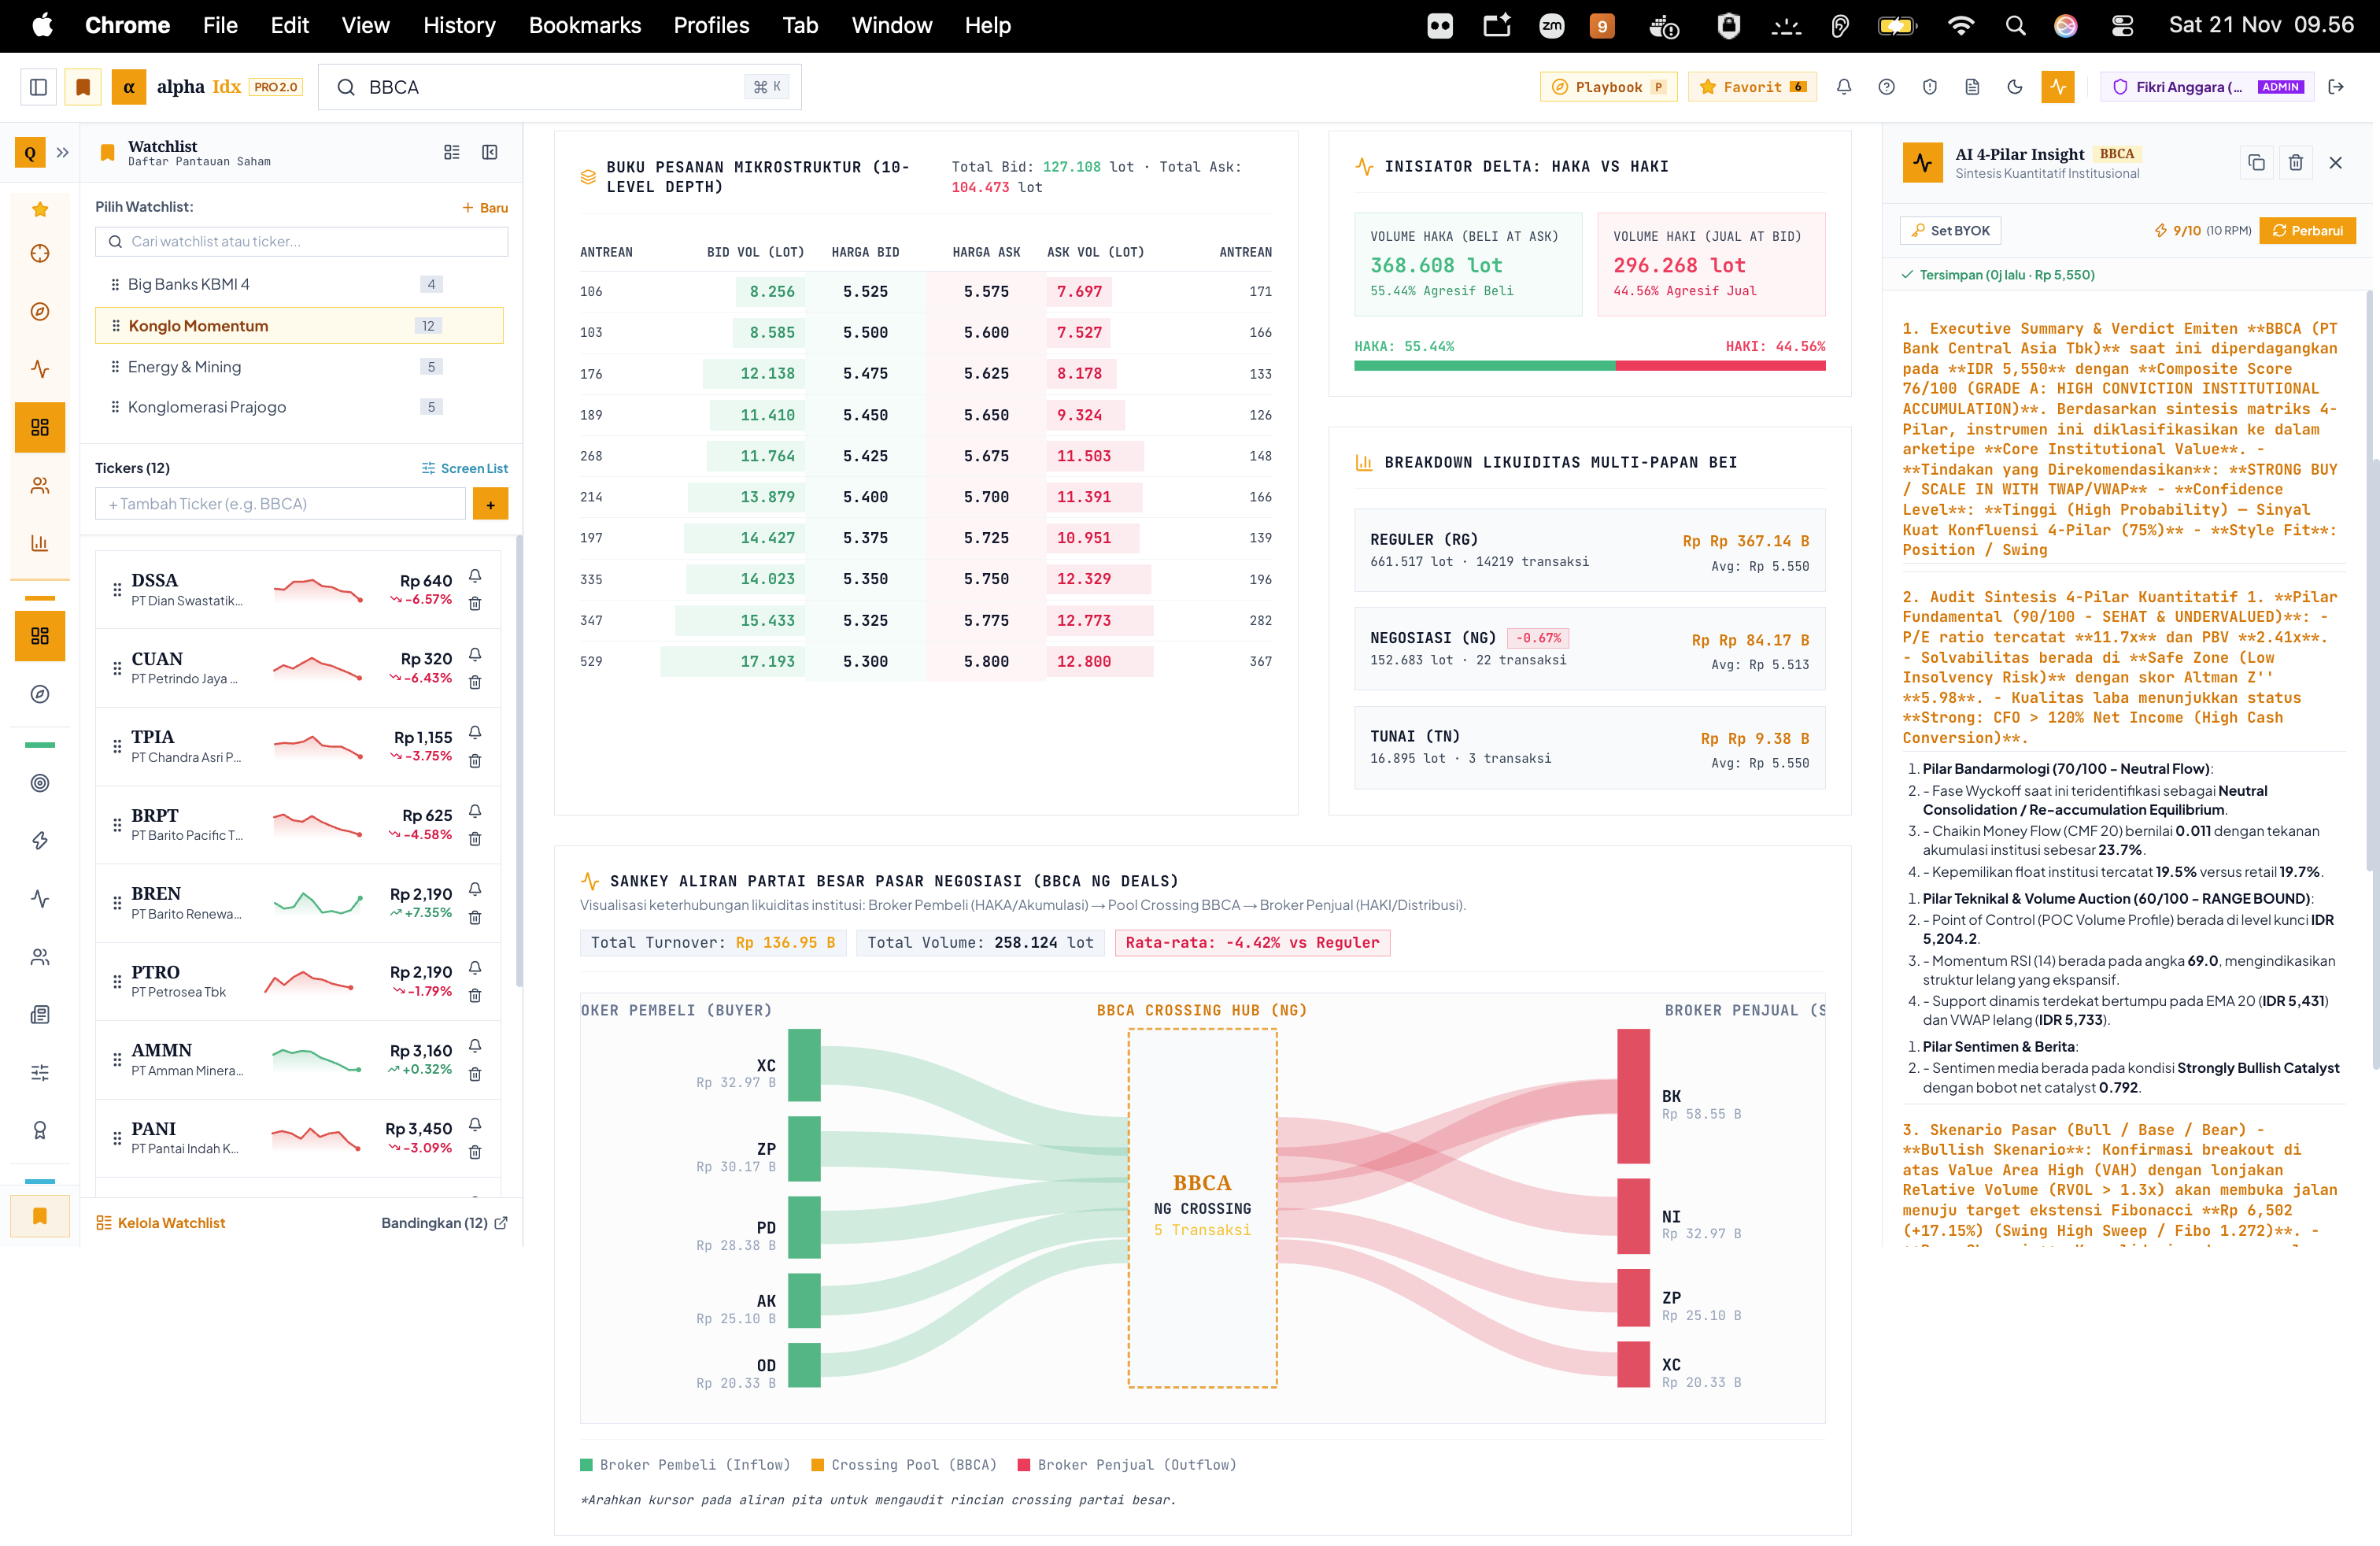 Chrome File Edit View History Bookmarks Profiles Tab Window Help
zm 9 Sat 21 Nov 09.56
α alpha Idx PRO 2.0
BBCA ⌘ K
Playbook P
Favorit 6
Fikri Anggara (... ADMIN
Q
Watchlist
Daftar Pantauan Saham
Pilih Watchlist:
+ Baru
Cari watchlist atau ticker...
Big Banks KBMI 4 4
Konglo Momentum 12
Energy & Mining 5
Konglomerasi Prajogo 5
Tickers (12)
Screen List
+ Tambah Ticker (e.g. BBCA)
+
DSSA Rp 640
PT Dian Swastatik... -6.57%
CUAN Rp 320
PT Petrindo Jaya ... -6.43%
TPIA Rp 1,155
PT Chandra Asri P... -3.75%
BRPT Rp 625
PT Barito Pacific T... -4.58%
BREN Rp 2,190
PT Barito Renewa... +7.35%
PTRO Rp 2,190
PT Petrosea Tbk -1.79%
AMMN Rp 3,160
PT Amman Minera... +0.32%
PANI Rp 3,450
PT Pantai Indah K... -3.09%
Kelola Watchlist
Bandingkan (12)
BUKU PESANAN MIKROSTRUKTUR (10-
LEVEL DEPTH)
Total Bid: 127.108 lot · Total Ask:
104.473 lot
ANTREAN BID VOL (LOT) HARGA BID HARGA ASK ASK VOL (LOT) ANTREAN
106 8.256 5.525 5.575 7.697 171
103 8.585 5.500 5.600 7.527 166
176 12.138 5.475 5.625 8.178 133
189 11.410 5.450 5.650 9.324 126
268 11.764 5.425 5.675 11.503 148
214 13.879 5.400 5.700 11.391 166
197 14.427 5.375 5.725 10.951 139
335 14.023 5.350 5.750 12.329 196
347 15.433 5.325 5.775 12.773 282
529 17.193 5.300 5.800 12.800 367
INISIATOR DELTA: HAKA VS HAKI
VOLUME HAKA (BELI AT ASK)
368.608 lot
55.44% Agresif Beli
VOLUME HAKI (JUAL AT BID)
296.268 lot
44.56% Agresif Jual
HAKA: 55.44% HAKI: 44.56%
BREAKDOWN LIKUIDITAS MULTI-PAPAN BEI
REGULER (RG) Rp Rp 367.14 B
661.517 lot · 14219 transaksi Avg: Rp 5.550
NEGOSIASI (NG) -0.67% Rp Rp 84.17 B
152.683 lot · 22 transaksi Avg: Rp 5.513
TUNAI (TN) Rp Rp 9.38 B
16.895 lot · 3 transaksi Avg: Rp 5.550
SANKEY ALIRAN PARTAI BESAR PASAR NEGOSIASI (BBCA NG DEALS)
Visualisasi keterhubungan likuiditas institusi: Broker Pembeli (HAKA/Akumulasi) → Pool Crossing BBCA → Broker Penjual (HAKI/Distribusi).
Total Turnover: Rp 136.95 B
Total Volume: 258.124 lot
Rata-rata: -4.42% vs Reguler
OKER PEMBELI (BUYER) BBCA CROSSING HUB (NG) BROKER PENJUAL (S
XC
Rp 32.97 B
ZP
Rp 30.17 B
PD
Rp 28.38 B
AK
Rp 25.10 B
OD
Rp 20.33 B
BBCA
NG CROSSING
5 Transaksi
BK
Rp 58.55 B
NI
Rp 32.97 B
ZP
Rp 25.10 B
XC
Rp 20.33 B
Broker Pembeli (Inflow) Crossing Pool (BBCA) Broker Penjual (Outflow)
*Arahkan kursor pada aliran pita untuk mengaudit rincian crossing partai besar.
AI 4-Pilar Insight BBCA
Sintesis Kuantitatif Institusional
Set BYOK
9/10 (10 RPM)
Perbarui
Tersimpan (0j lalu · Rp 5,550)
1. Executive Summary & Verdict Emiten **BBCA (PT
Bank Central Asia Tbk)** saat ini diperdagangkan
pada **IDR 5,550** dengan **Composite Score
76/100 (GRADE A: HIGH CONVICTION INSTITUTIONAL
ACCUMULATION)**. Berdasarkan sintesis matriks 4-
Pilar, instrumen ini diklasifikasikan ke dalam
arketipe **Core Institutional Value**. -
**Tindakan yang Direkomendasikan**: **STRONG BUY
/ SCALE IN WITH TWAP/VWAP** - **Confidence
Level**: **Tinggi (High Probability) — Sinyal
Kuat Konfluensi 4-Pilar (75%)** - **Style Fit**:
Position / Swing
2. Audit Sintesis 4-Pilar Kuantitatif 1. **Pilar
Fundamental (90/100 - SEHAT & UNDERVALUED)**: -
P/E ratio tercatat **11.7x** dan PBV **2.41x**.
- Solvabilitas berada di **Safe Zone (Low
Insolvency Risk)** dengan skor Altman Z''
**5.98**. - Kualitas laba menunjukkan status
**Strong: CFO > 120% Net Income (High Cash
Conversion)**.
1. Pilar Bandarmologi (70/100 - Neutral Flow):
2. - Fase Wyckoff saat ini teridentifikasi sebagai Neutral
Consolidation / Re-accumulation Equilibrium.
3. - Chaikin Money Flow (CMF 20) bernilai 0.011 dengan tekanan
akumulasi institusi sebesar 23.7%.
4. - Kepemilikan float institusi tercatat 19.5% versus retail 19.7%.
1. Pilar Teknikal & Volume Auction (60/100 - RANGE BOUND):
2. - Point of Control (POC Volume Profile) berada di level kunci IDR
5,204.2.
3. - Momentum RSI (14) berada pada angka 69.0, mengindikasikan
struktur lelang yang ekspansif.
4. - Support dinamis terdekat bertumpu pada EMA 20 (IDR 5,431)
dan VWAP lelang (IDR 5,733).
1. Pilar Sentimen & Berita:
2. - Sentimen media berada pada kondisi Strongly Bullish Catalyst
dengan bobot net catalyst 0.792.
3. Skenario Pasar (Bull / Base / Bear) -
**Bullish Skenario**: Konfirmasi breakout di
atas Value Area High (VAH) dengan lonjakan
Relative Volume (RVOL > 1.3x) akan membuka jalan
menuju target ekstensi Fibonacci **Rp 6,502
(+17.15%) (Swing High Sweep / Fibo 1.272)**. -